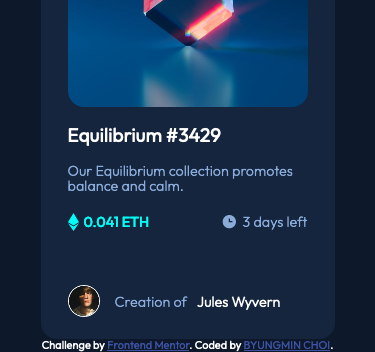 Equilibrium #3429
Our Equilibrium collection promotes
balance and calm.
0.041 ETH 3 days left
Creation of Jules Wyvern
Challenge by Frontend Mentor. Coded by BYUNGMIN CHOI.